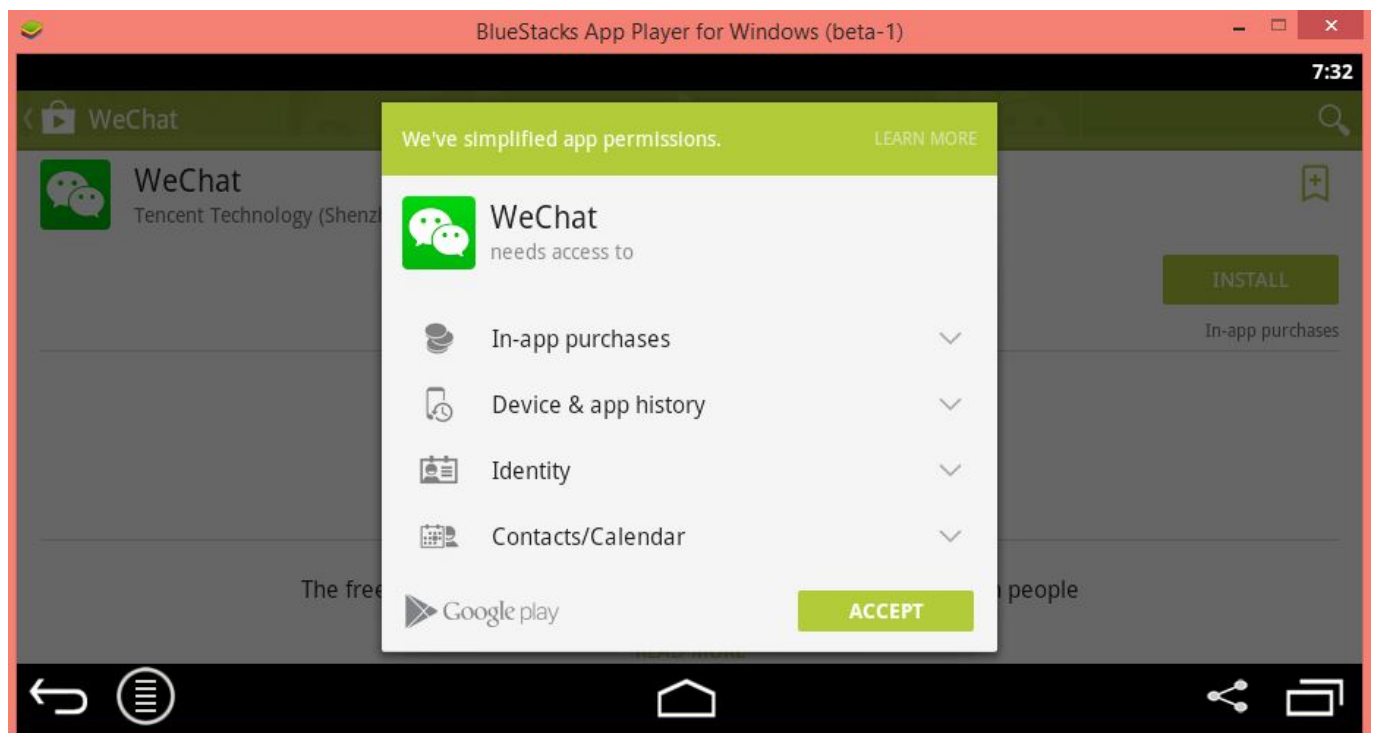 BlueStacks App Player for Windows (beta-1)
7:32
WeChat
WeChat
Tencent Technology (Shenz
INSTALL
In-app purchases
We've simplified app permissions.
LEARN MORE
WeChat
needs access to
In-app purchases
Device & app history
Identity
Contacts/Calendar
Google play
ACCEPT
The free
people
READ MORE